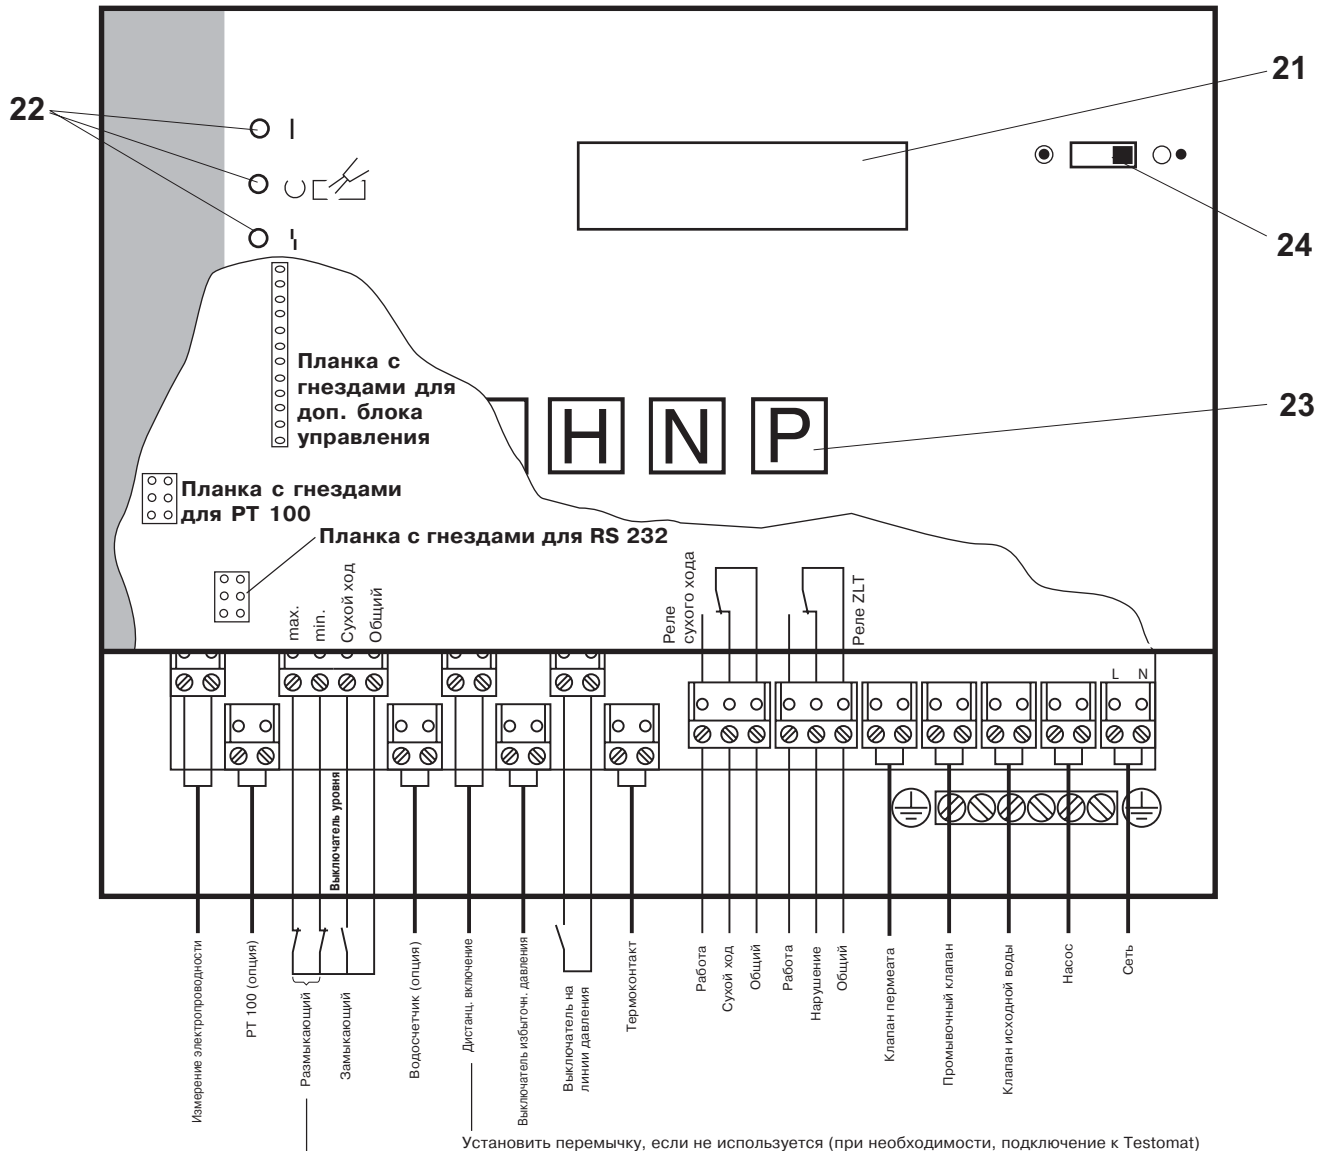 21
22
24
Планка с
гнездами для
доп. блока
управления
H N P
23
Планка с гнездами
для РТ 100
Планка с гнездами для RS 232
max.
min.
Сухой ход
Общий
Реле
сухого хода
Реле ZLT
L N
Выключатель уровня
Измерение электропроводности
РТ 100 (опция)
Размыкающий
Замыкающий
Водосчетчик (опция)
Дистанц. включение
Выключатель избыточн. давления
Выключатель на
линии давления
Термоконтакт
Работа
Сухой ход
Общий
Работа
Нарушение
Общий
Клапан пермеата
Промывочный клапан
Клапан исходной воды
Насос
Сеть
Установить перемычку, если не используется (при необходимости, подключение к Testomat)